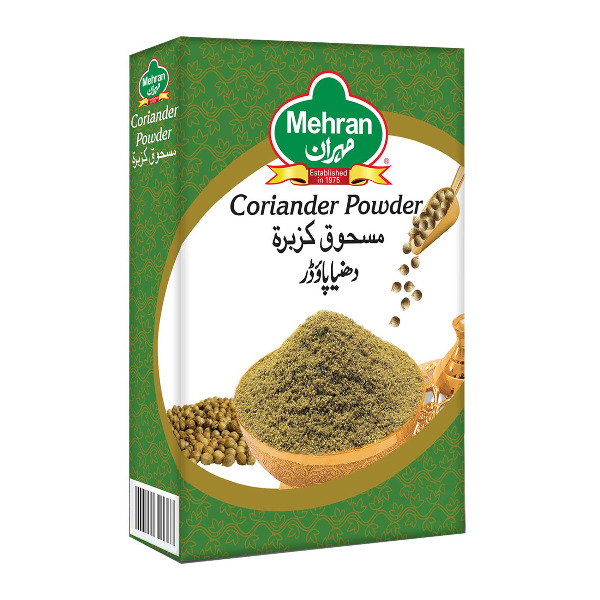 Mehran
مہران
Established
in 1975
®
Coriander Powder
مسحوق كزبرة
دھنیا پاؤڈر
Mehran
مہران
Coriander
Powder
مسحوق كزبرة